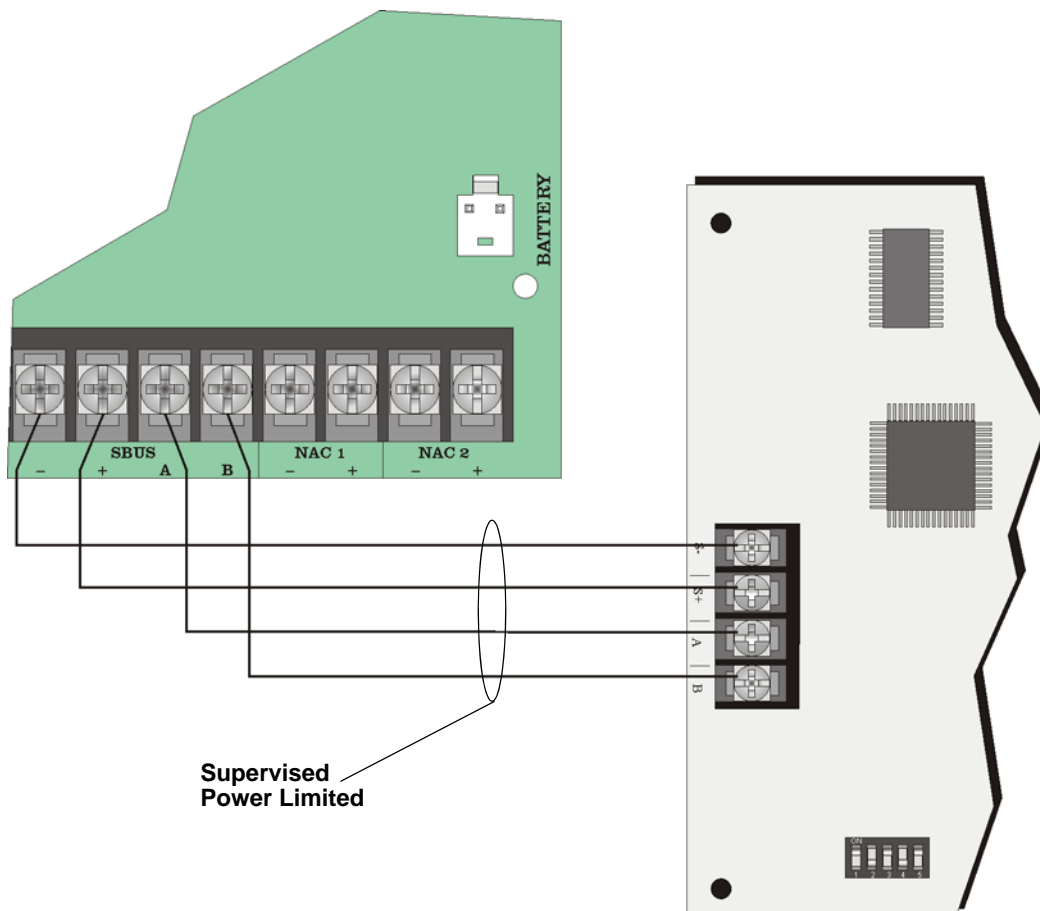 BATTERY
SBUS NAC 1 NAC 2
- + A B - + - +
S-
S+
A
B
Supervised
Power Limited
ON
1 2 3 4 5